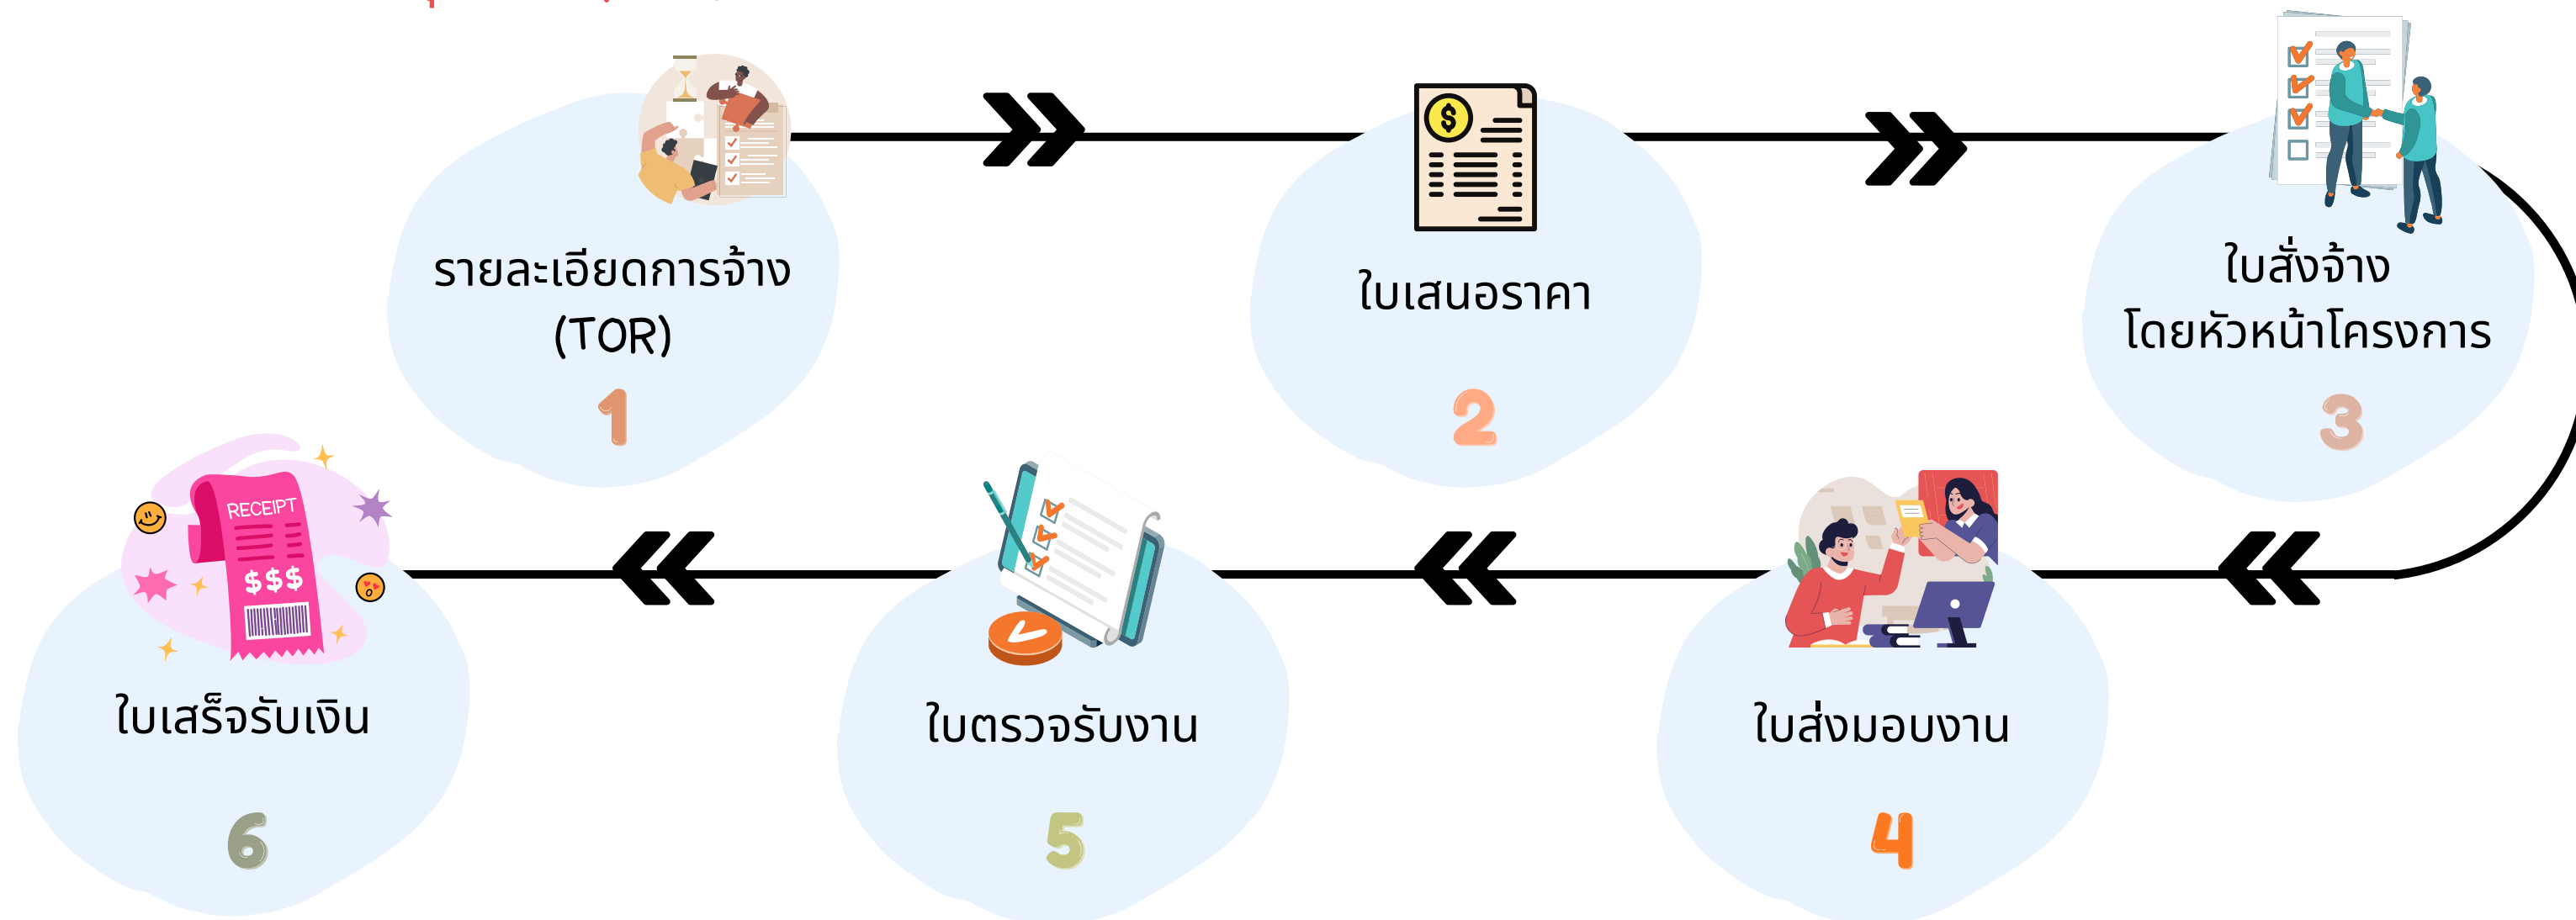 รายละเอียดการจ้าง
(TOR)
1
ใบเสนอราคา
2
ใบสั่งจ้าง
โดยหัวหน้าโครงการ
3
ใบส่งมอบงาน
4
ใบตรวจรับงาน
5
RECEIPT
$$$
ใบเสร็จรับเงิน
6